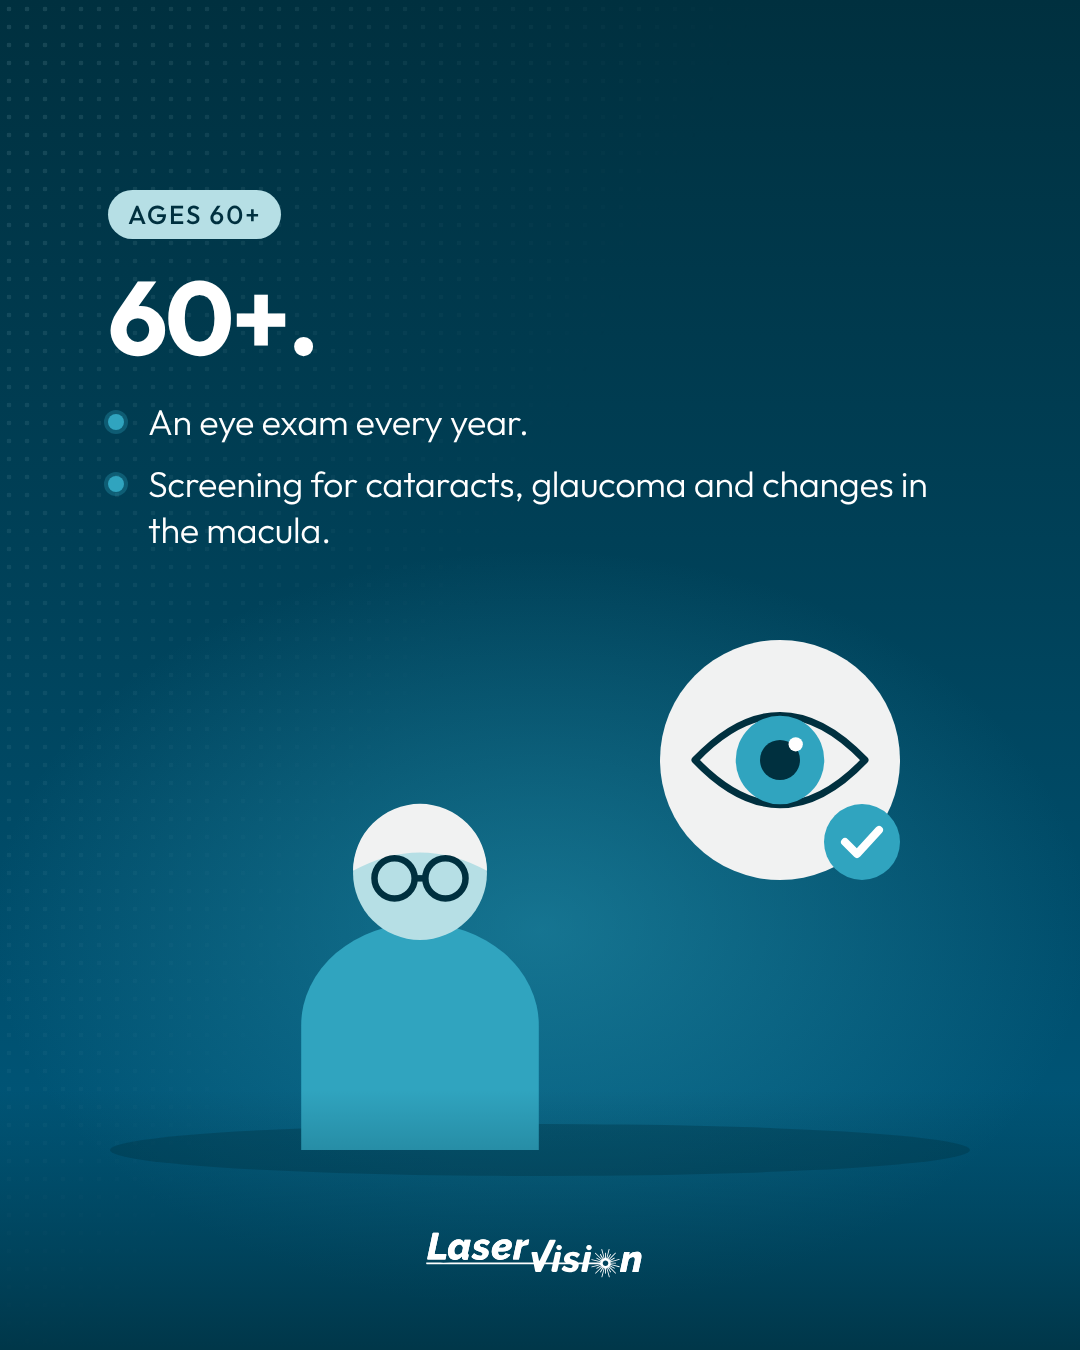 AGES 60+
60+.
An eye exam every year.
Screening for cataracts, glaucoma and changes in
the macula.
LaserVision